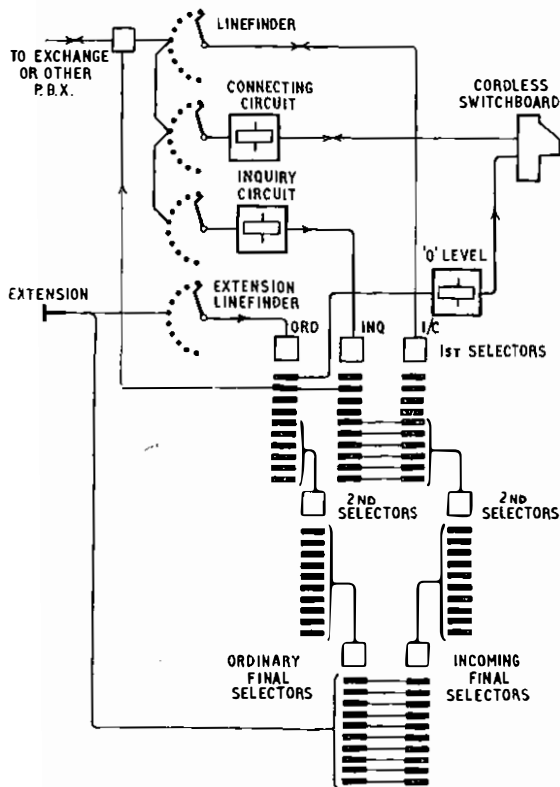 LINEFINDER
TO EXCHANGE
OR OTHER
P.B.X.
CONNECTING
CIRCUIT
CORDLESS
SWITCHBOARD
INQUIRY
CIRCUIT
'O' LEVEL
EXTENSION
EXTENSION
LINEFINDER
ORD
INQ
I/C
1ST SELECTORS
2ND
SELECTORS
2ND
SELECTORS
ORDINARY
FINAL
SELECTORS
INCOMING
FINAL
SELECTORS